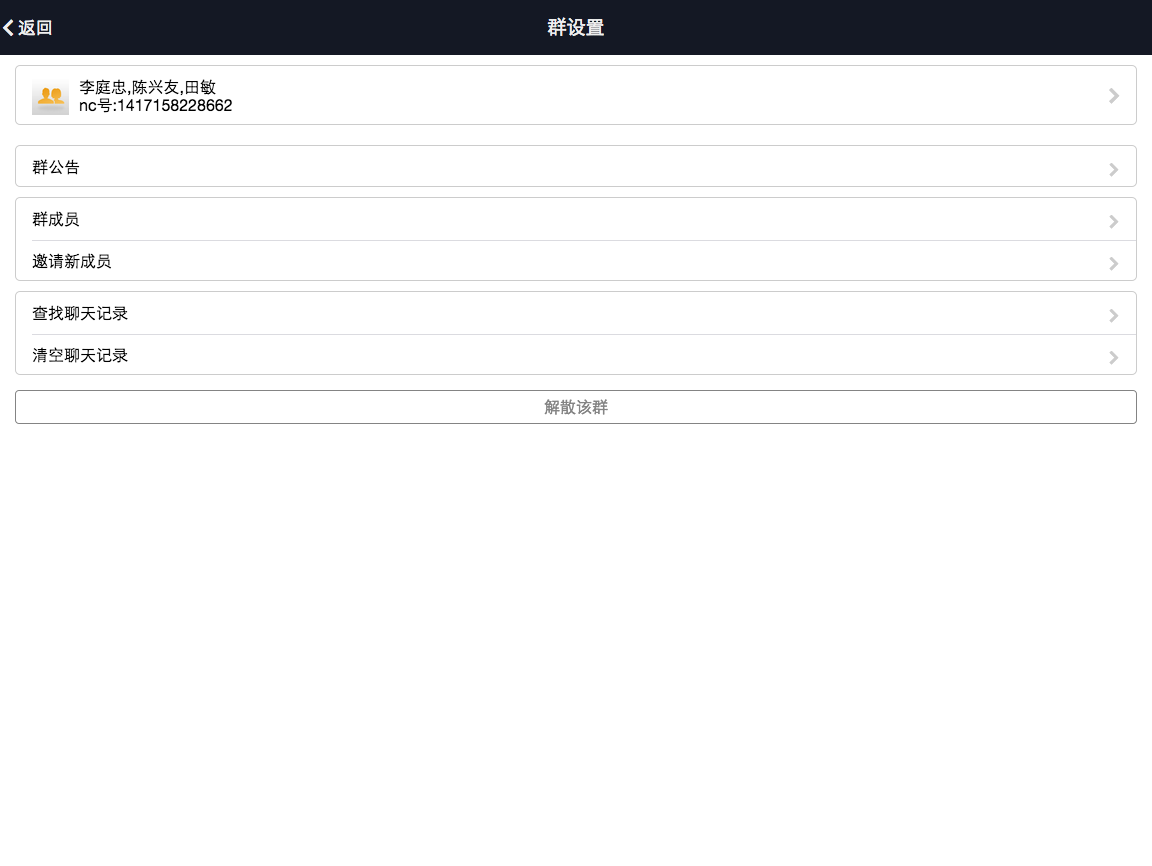 返回
群设置
李庭忠,陈兴友,田敏
nc号:1417158228662
群公告
群成员
邀请新成员
查找聊天记录
清空聊天记录
解散该群